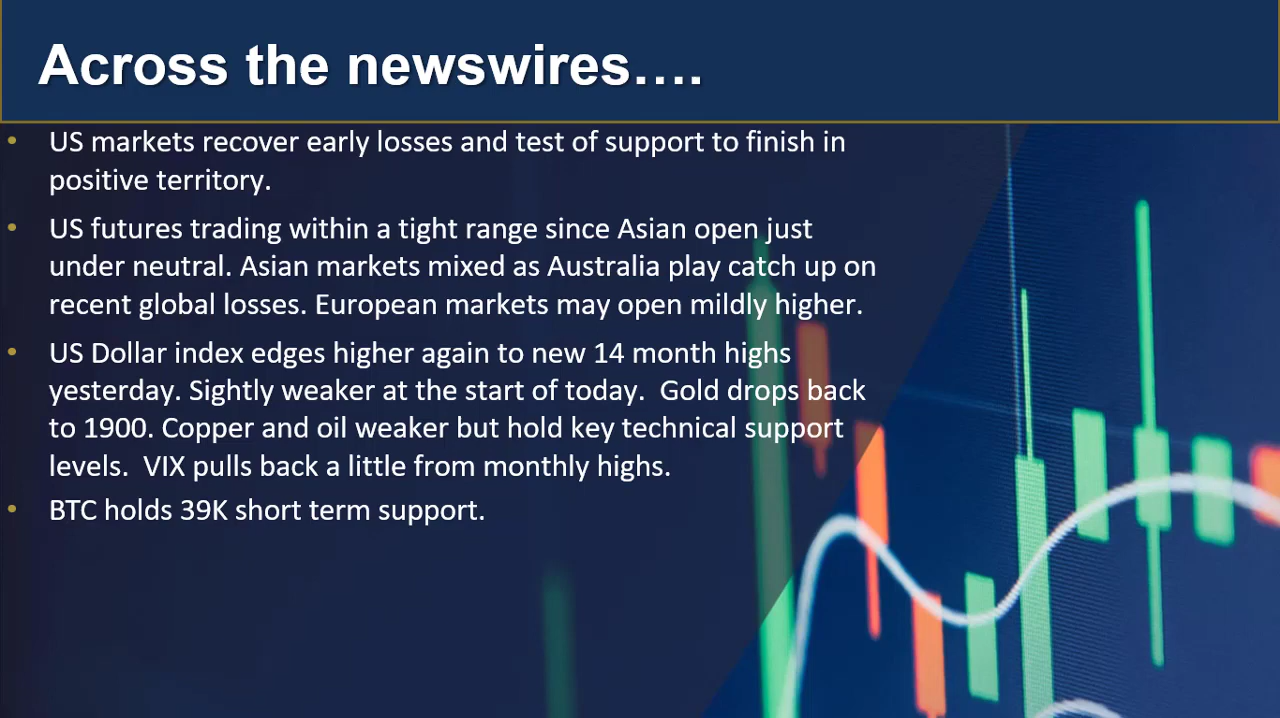 Across the newswires….
• US markets recover early losses and test of support to finish in
positive territory.
• US futures trading within a tight range since Asian open just
under neutral. Asian markets mixed as Australia play catch up on
recent global losses. European markets may open mildly higher.
• US Dollar index edges higher again to new 14 month highs
yesterday. Sightly weaker at the start of today.  Gold drops back
to 1900. Copper and oil weaker but hold key technical support
levels.  VIX pulls back a little from monthly highs.
• BTC holds 39K short term support.